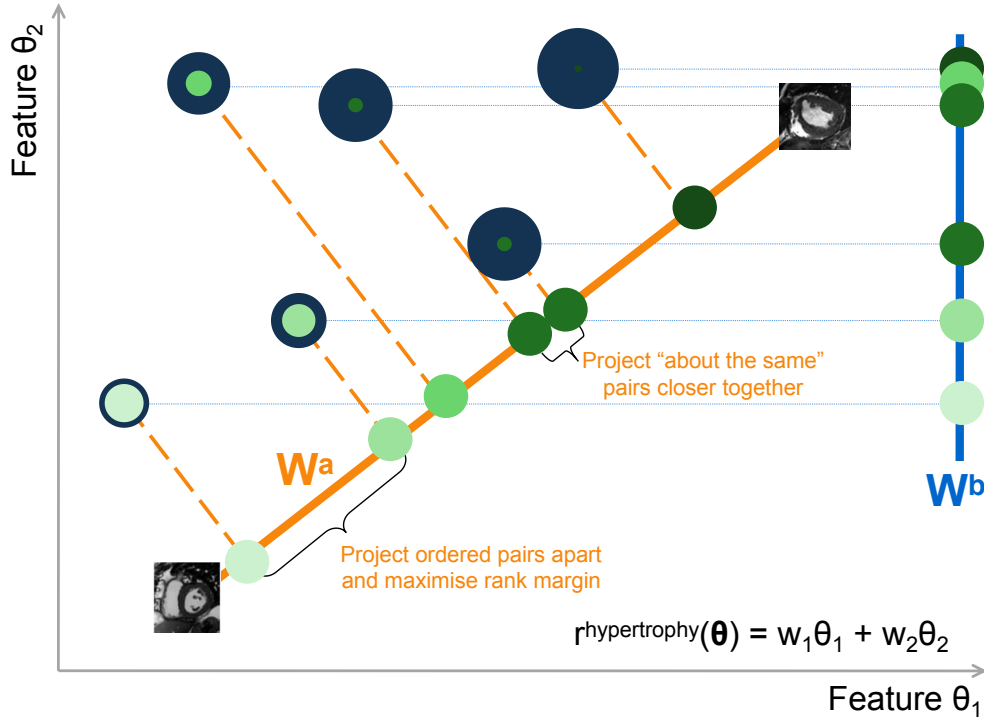 Feature θ2
Project “about the same”
pairs closer together
Wa
Wb
Project ordered pairs apart
and maximise rank margin
rhypertrophy(θ) = w1θ1 + w2θ2
Feature θ1